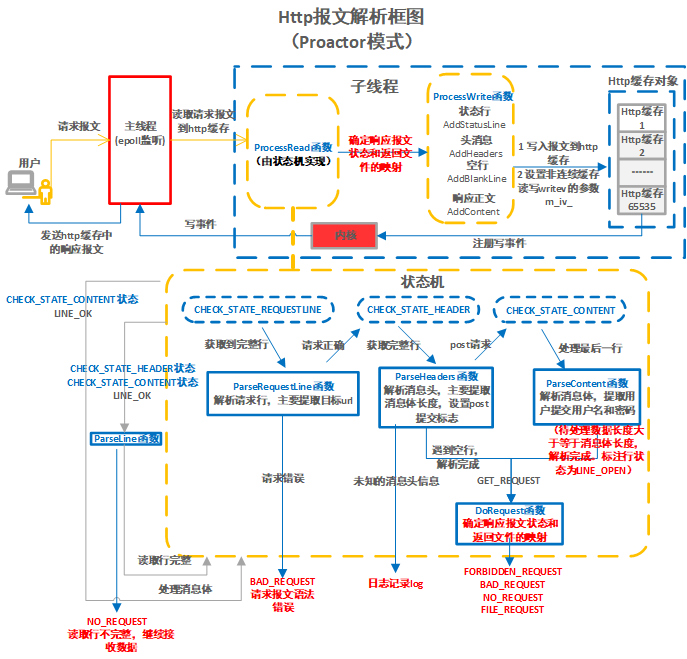 Http报文解析框图
（Proactor模式）
子线程
Http缓存对象
主线程
(epoll监听)
请求报文
用户
发送http缓存中
的响应报文
读取请求报文
到http缓存
ProcessRead函数
（由状态机实现）
确定响应报文
状态和返回文
件的映射
ProcessWrite函数
状态行
AddStatusLine
头消息
AddHeaders
空行
AddBlankLine
响应正文
AddContent
1 写入报文到http
缓存
2 设置非连续缓存
读写writev的参数
m_iv_
Http缓存
1
Http缓存
2
------
Http缓存
65535
写事件
内核
注册写事件
状态机
CHECK_STATE_CONTENT状态
LINE_OK
CHECK_STATE_HEADER状态
CHECK_STATE_CONTENT状态
LINE_OK
ParseLine函数
CHECK_STATE_REQUESTLINE
CHECK_STATE_HEADER
CHECK_STATE_CONTENT
获取到完整行
请求正确
获取完整行
post请求
处理最后一行
ParseRequestLine函数
解析请求行，主要提取目标url
ParseHeaders函数
解析消息头，主要提取
消息体长度，设置post
提交标志
ParseContent函数
解析消息体，提取用
户提交用户名和密码
（待处理数据长度大
于等于消息体长度，
解析完成，标注行状
态为LINE_OPEN）
请求错误
未知的消息头信息
遇到空行，
解析完成
GET_REQUEST
DoRequest函数
确定响应报文状态和
返回文件的映射
读取行完整
处理消息体
NO_REQUEST
读取行不完整，继续接
收数据
BAD_REQUEST
请求报文语法
错误
日志记录log
FORBIDDEN_REQUEST
BAD_REQUEST
NO_REQUEST
FILE_REQUEST